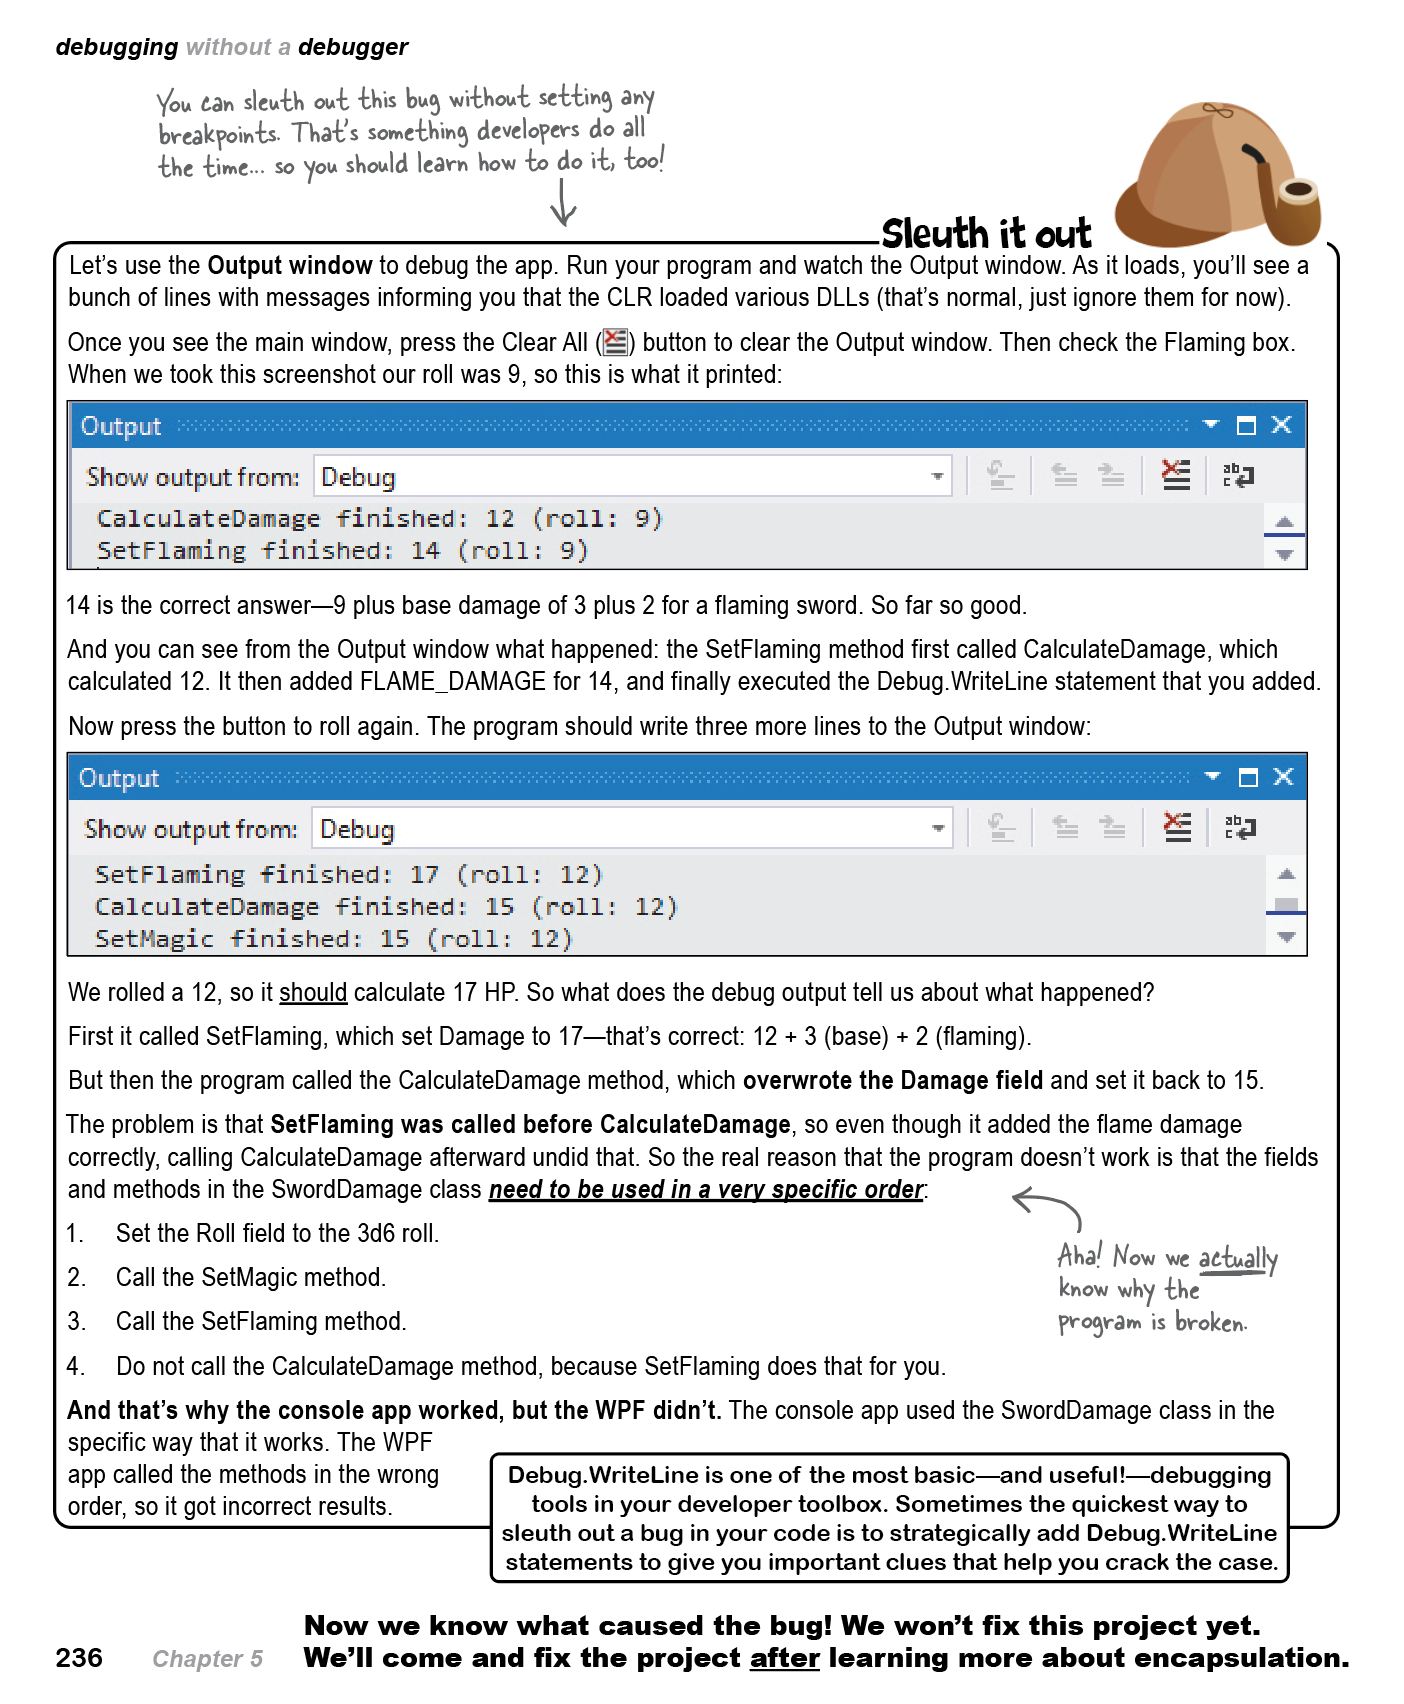 debugging without a debugger
You can sleuth out this bug without setting any
breakpoints. That's something developers do all
the time... so you should learn how to do it, too!
Sleuth it out
Let's use the Output window to debug the app. Run your program and watch the Output window. As it loads, you'll see a
bunch of lines with messages informing you that the CLR loaded various DLLs (that's normal, just ignore them for now).
Once you see the main window, press the Clear All ( ) button to clear the Output window. Then check the Flaming box.
When we took this screenshot our roll was 9, so this is what it printed:
Output
Show output from: Debug
CalculateDamage finished: 12 (roll: 9)
SetFlaming finished: 14 (roll: 9)
14 is the correct answer—9 plus base damage of 3 plus 2 for a flaming sword. So far so good.
And you can see from the Output window what happened: the SetFlaming method first called CalculateDamage, which
calculated 12. It then added FLAME_DAMAGE for 14, and finally executed the Debug.WriteLine statement that you added.
Now press the button to roll again. The program should write three more lines to the Output window:
Output
Show output from: Debug
SetFlaming finished: 17 (roll: 12)
CalculateDamage finished: 15 (roll: 12)
SetMagic finished: 15 (roll: 12)
We rolled a 12, so it should calculate 17 HP. So what does the debug output tell us about what happened?
First it called SetFlaming, which set Damage to 17—that's correct: 12 + 3 (base) + 2 (flaming).
But then the program called the CalculateDamage method, which overwrote the Damage field and set it back to 15.
The problem is that SetFlaming was called before CalculateDamage, so even though it added the flame damage
correctly, calling CalculateDamage afterward undid that. So the real reason that the program doesn't work is that the fields
and methods in the SwordDamage class need to be used in a very specific order:
1. Set the Roll field to the 3d6 roll.
2. Call the SetMagic method.
3. Call the SetFlaming method.
4. Do not call the CalculateDamage method, because SetFlaming does that for you.
Aha! Now we actually
know why the
program is broken.
And that's why the console app worked, but the WPF didn't. The console app used the SwordDamage class in the
specific way that it works. The WPF
app called the methods in the wrong
order, so it got incorrect results.
Debug.WriteLine is one of the most basic—and useful!—debugging
tools in your developer toolbox. Sometimes the quickest way to
sleuth out a bug in your code is to strategically add Debug.WriteLine
statements to give you important clues that help you crack the case.
Now we know what caused the bug! We won't fix this project yet.
We'll come and fix the project after learning more about encapsulation.
236 Chapter 5